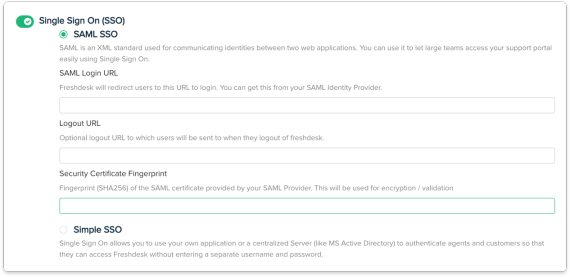 Single Sign On (SSO)
SAML SSO
SAML is an XML standard used for communicating identities between two web applications. You can use it to let large teams access your support portal
easily using Single Sign On.
SAML Login URL
Freshdesk will redirect users to this URL to login. You can get this from your SAML Identity Provider.
Logout URL
Optional logout URL to which users will be sent to when they logout of freshdesk.
Security Certificate Fingerprint
Fingerprint (SHA256) of the SAML certificate provided by your SAML Provider. This will be used for encryption / validation
Simple SSO
Single Sign On allows you to use your own application or a centralized Server (like MS Active Directory) to authenticate agents and customers so that
they can access Freshdesk without entering a separate username and password.